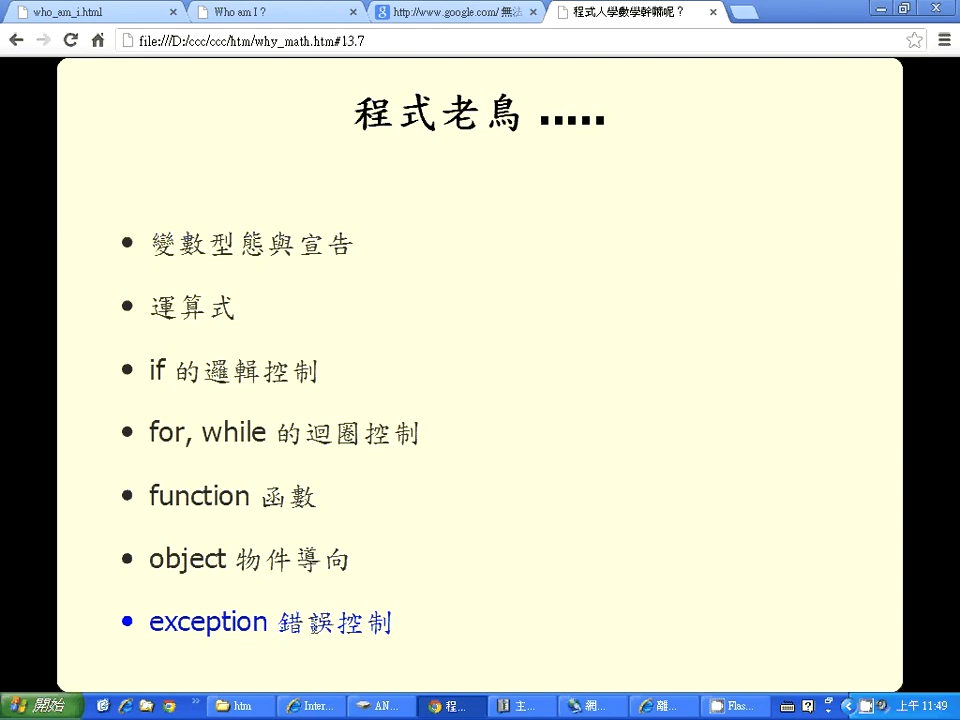 who_am_i.html
Who am I ?
http://www.google.com/ 無法
程式人學數學幹嘛呢？
file:///D:/ccc/ccc/htm/why_math.htm#13.7
程式老鳥 .....
• 變數型態與宣告
• 運算式
• if 的邏輯控制
• for, while 的迴圈控制
• function 函數
• object 物件導向
• exception 錯誤控制
開始
htm
Inter...
AN...
程...
主...
網...
離...
Flas...
上午 11:49